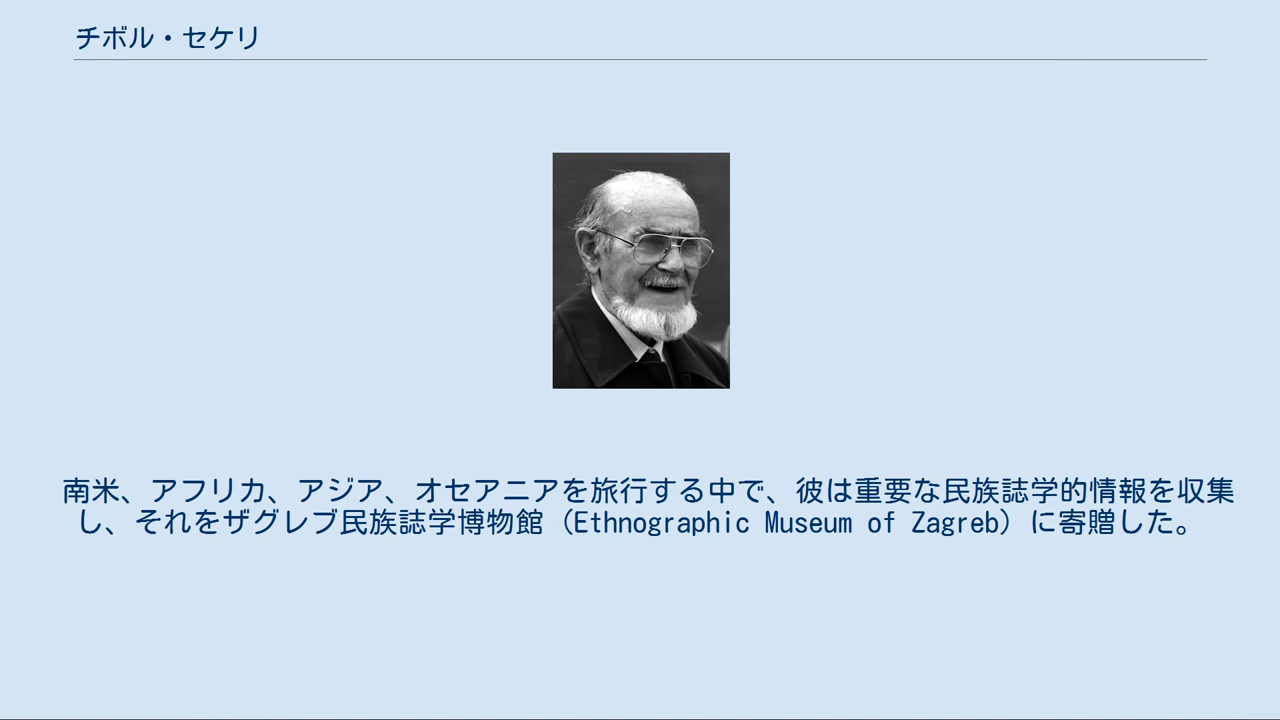 チボル・セケリ
南米、アフリカ、アジア、オセアニアを旅行する中で、彼は重要な民族誌学的情報を収集
し、それをザグレブ民族誌学博物館（Ethnographic Museum of Zagreb）に寄贈した。